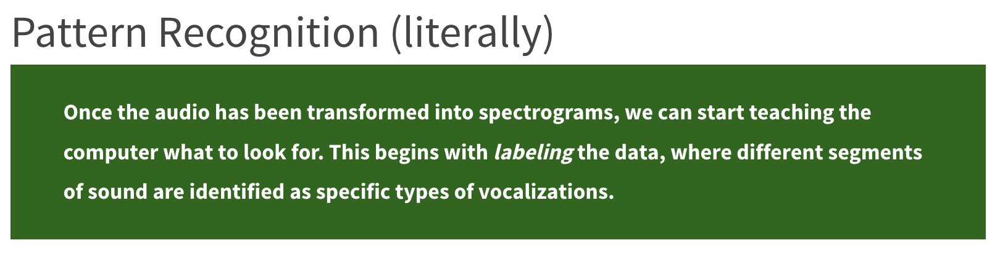 Pattern Recognition (literally)
Once the audio has been transformed into spectrograms, we can start teaching the
computer what to look for. This begins with labeling the data, where different segments
of sound are identified as specific types of vocalizations.